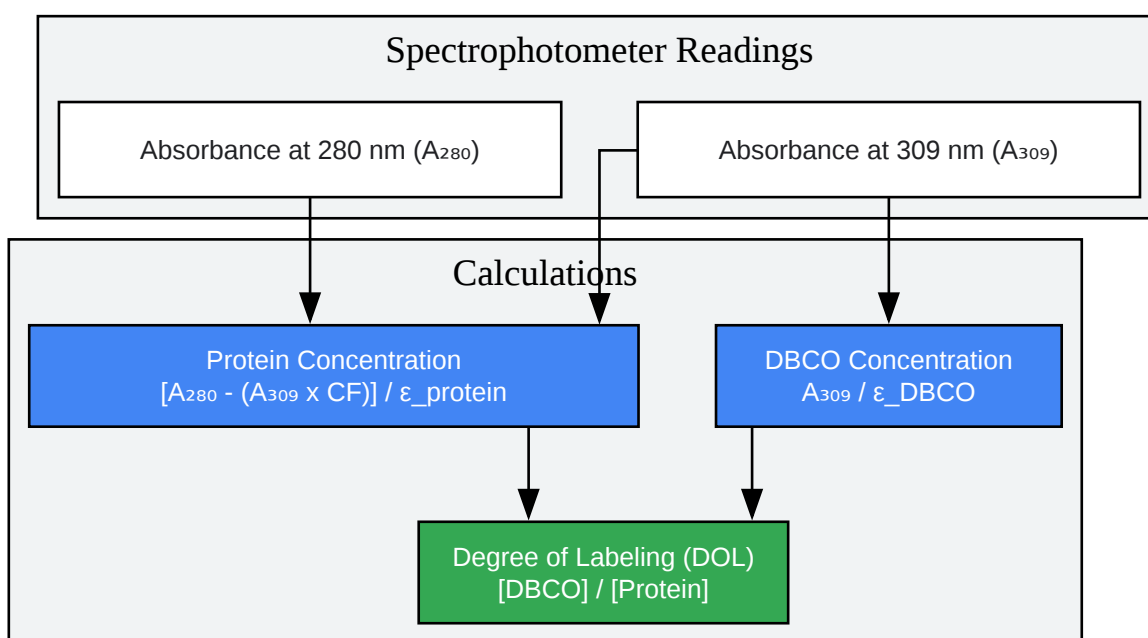 Spectrophotometer Readings
Absorbance at 280 nm (A₂₈₀)
Absorbance at 309 nm (A₃₀₉)
Calculations
Protein Concentration
[A₂₈₀ - (A₃₀₉ x CF)] / ε_protein
DBCO Concentration
A₃₀₉ / ε_DBCO
Degree of Labeling (DOL)
[DBCO] / [Protein]